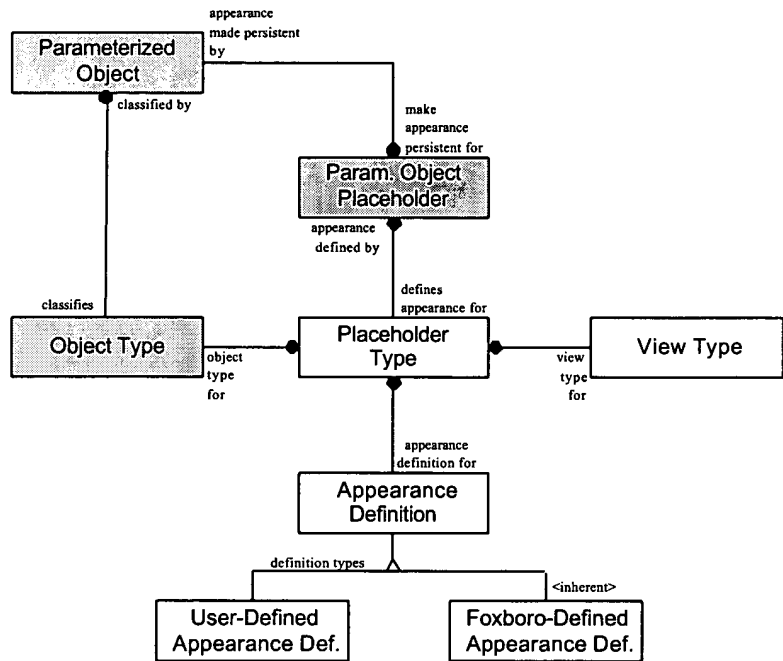 appearance
made persistent
by
Parameterized
Object
classified by
make
appearance
persistent for
Param. Object
Placeholder
appearance
defined by
classifies
defines
appearance for
Object Type
object
type
for
Placeholder
Type
view
type
for
View Type
appearance
definition for
Appearance
Definition
definition types
<inherent>
User-Defined
Appearance Def.
Foxboro-Defined
Appearance Def.